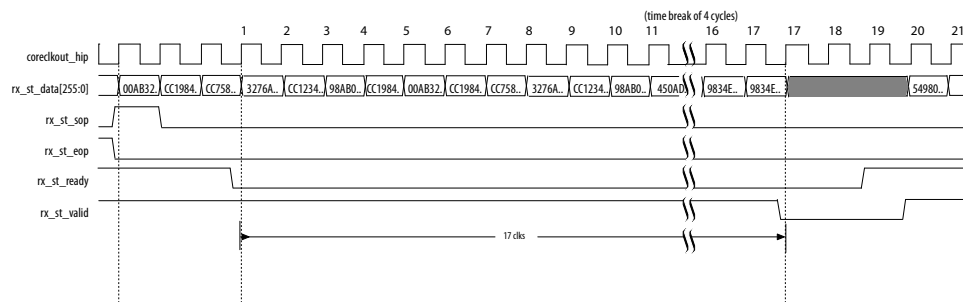 (time break of 4 cycles)
1 2 3 4 5 6 7 8 9 10 11 16 17 17 18 19 20 21
coreclkout_hip
rx_st_data[255:0] 00AB32.. CC1984.. CC758.. 3276A.. CC1234.. 98AB0.. CC1984. 00AB32.. CC1984.. CC758.. 3276A.. CC1234.. 98AB0.. 450AD.. 9834E.. 9834E.. 54980..
rx_st_sop
rx_st_eop
rx_st_ready
rx_st_valid
17 clks